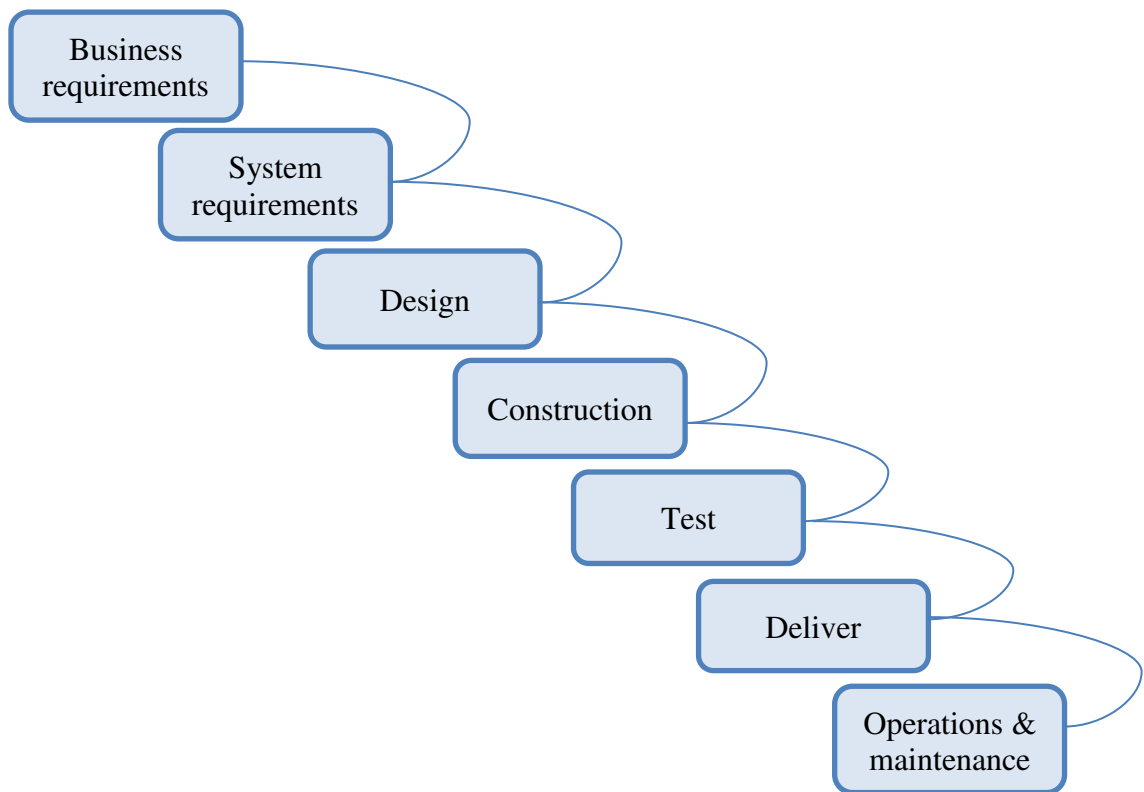 Business
requirements
System
requirements
Design
Construction
Test
Deliver
Operations &
maintenance